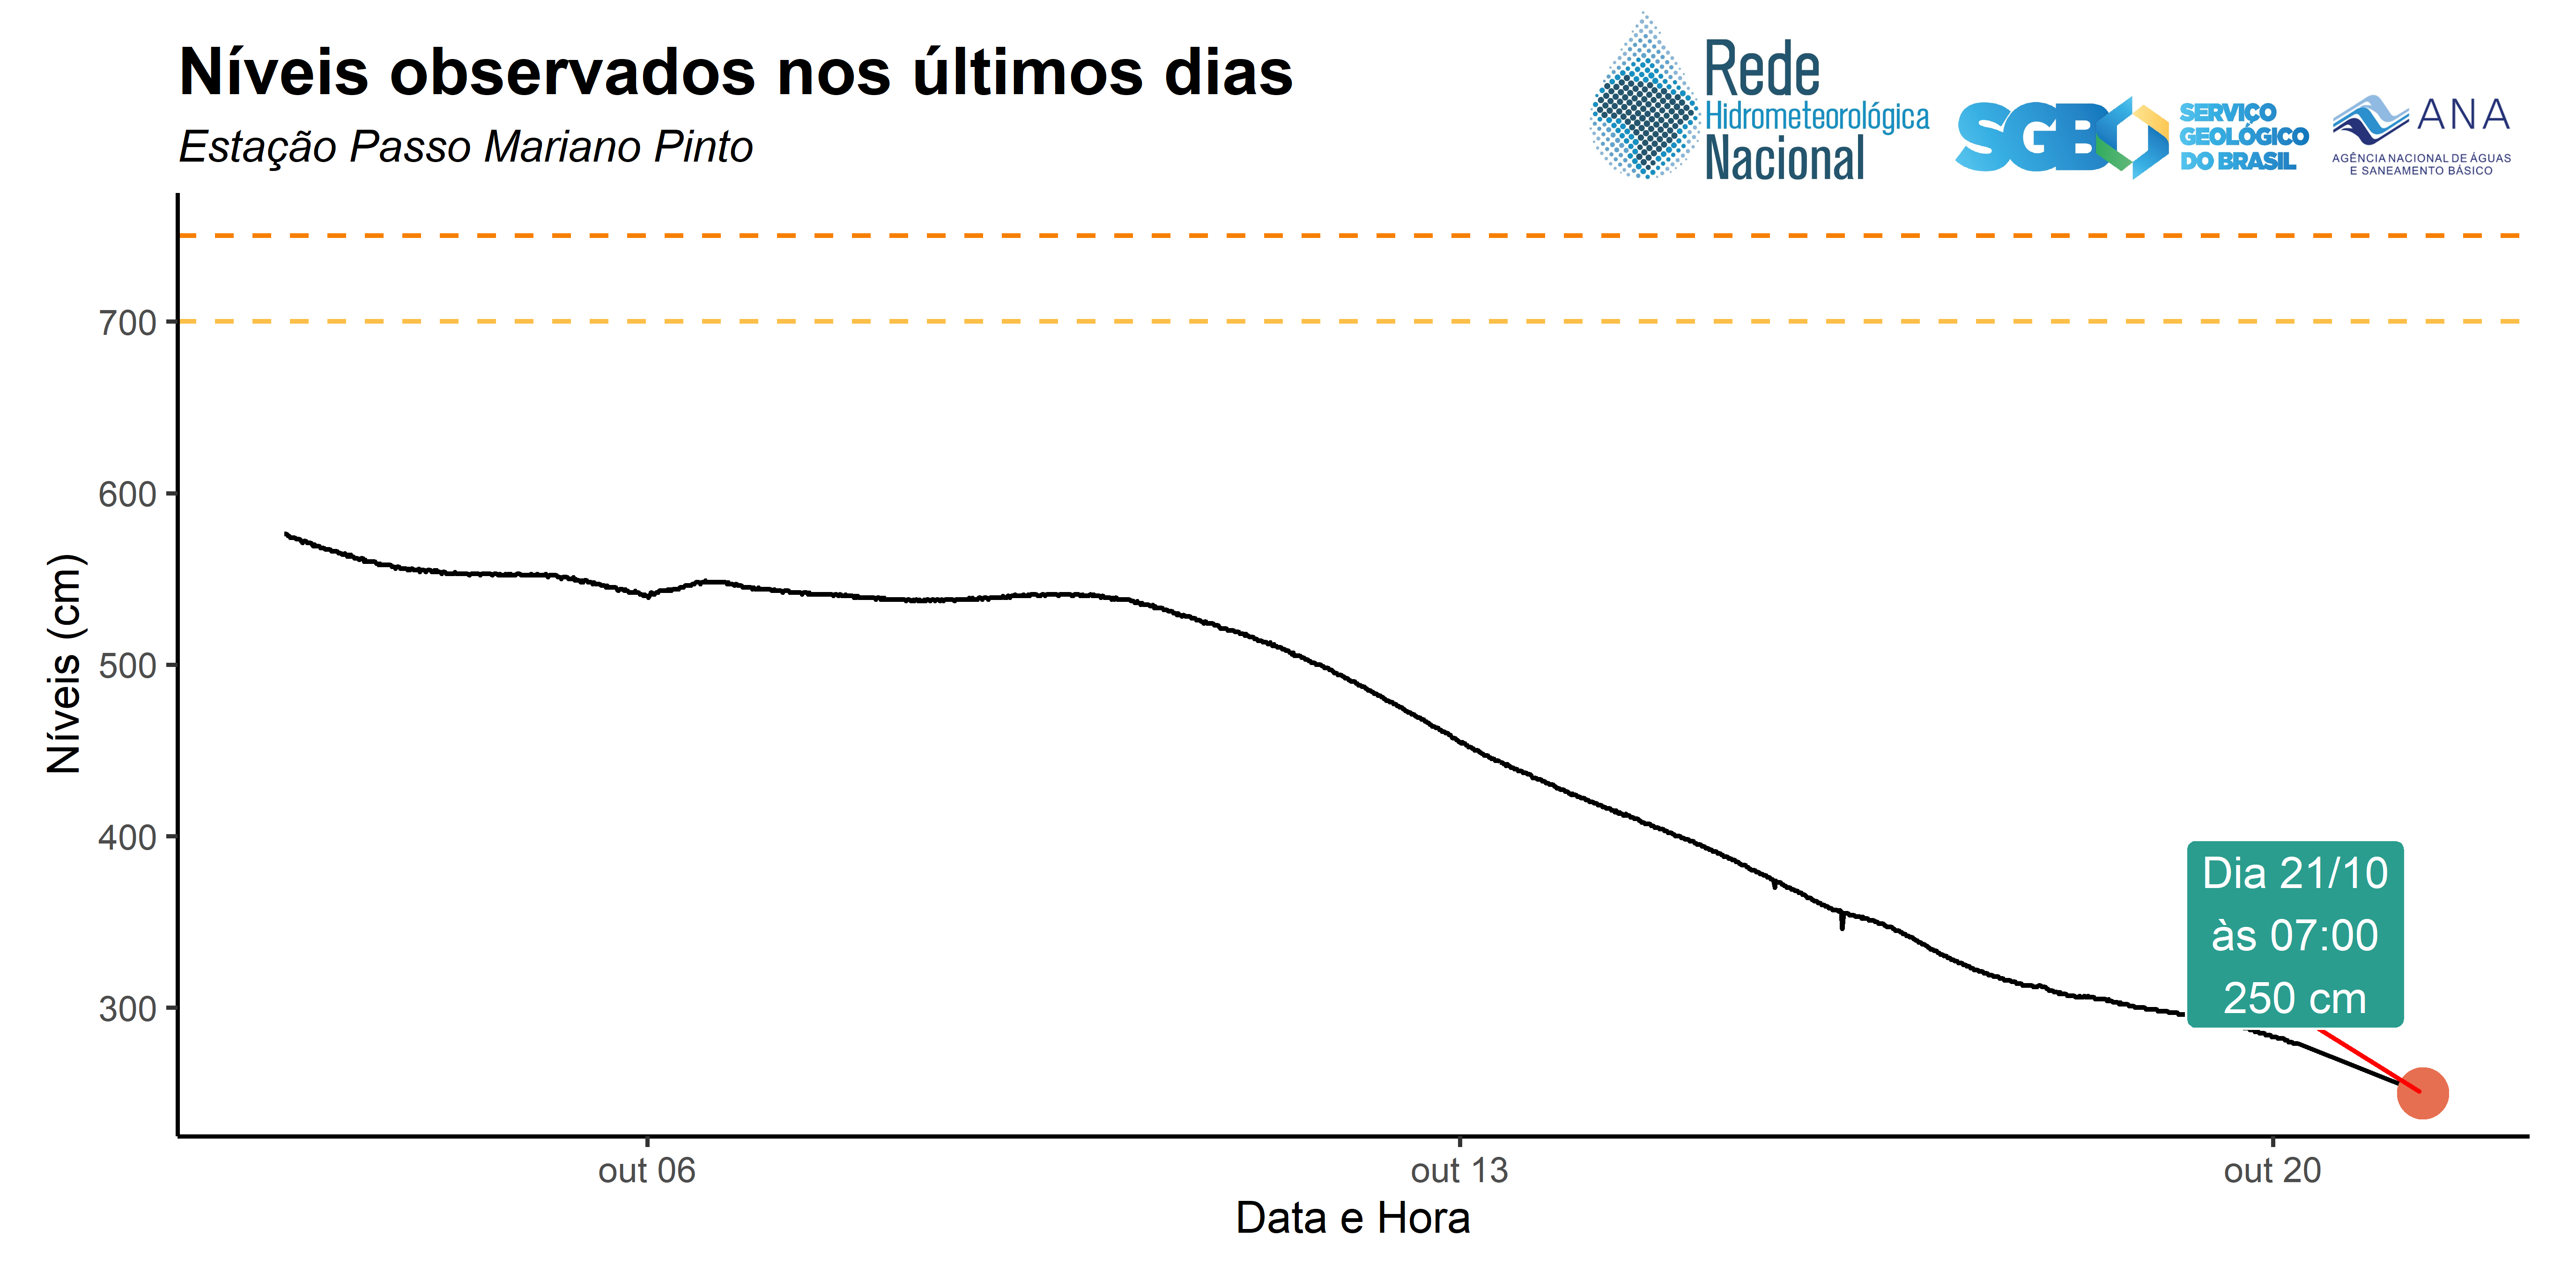 Níveis observados nos últimos dias
Estação Passo Mariano Pinto
Rede
Hidrometeorológica
Nacional
SGB
SERVIÇO
GEOLÓGICO
DO BRASIL
ANA
AGÊNCIA NACIONAL DE ÁGUAS
E SANEAMENTO BÁSICO
Níveis (cm)
700
600
500
400
300
Dia 21/10
às 07:00
250 cm
out 06
out 13
out 20
Data e Hora